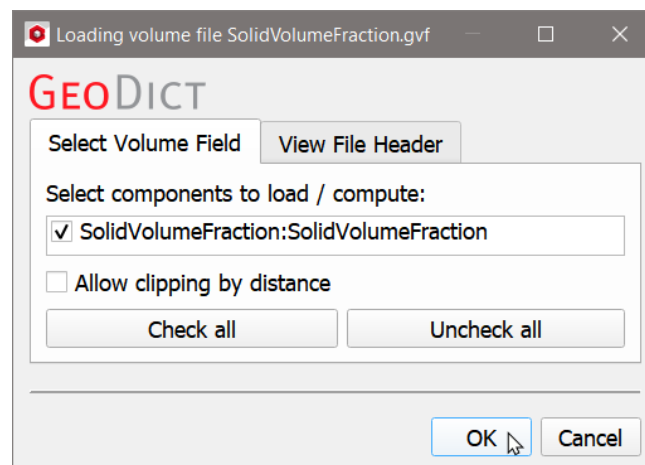 Loading volume file SolidVolumeFraction.gvf
GEODICT
Select Volume Field View File Header
Select components to load / compute:
SolidVolumeFraction:SolidVolumeFraction
Allow clipping by distance
Check all Uncheck all
OK Cancel